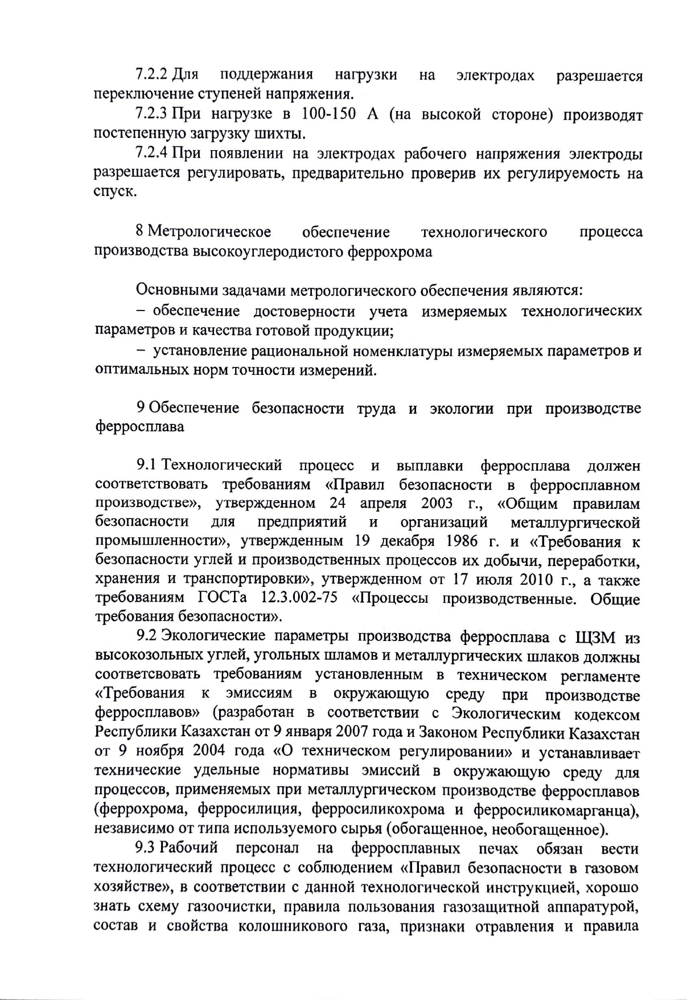 7.2.2 Для поддержания нагрузки на электродах разрешается
переключение ступеней напряжения.
7.2.3 При нагрузке в 100-150 А (на высокой стороне) производят
постепенную загрузку шихты.
7.2.4 При появлении на электродах рабочего напряжения электроды
разрешается регулировать, предварительно проверив их регулируемость на
спуск.
8 Метрологическое обеспечение технологического процесса
производства высокоуглеродистого феррохрома
Основными задачами метрологического обеспечения являются:
– обеспечение достоверности учета измеряемых технологических
параметров и качества готовой продукции;
– установление рациональной номенклатуры измеряемых параметров и
оптимальных норм точности измерений.
9 Обеспечение безопасности труда и экологии при производстве
ферросплава
9.1 Технологический процесс и выплавки ферросплава должен
соответствовать требованиям «Правил безопасности в ферросплавном
производстве», утвержденном 24 апреля 2003 г., «Общим правилам
безопасности для предприятий и организаций металлургической
промышленности», утвержденным 19 декабря 1986 г. и «Требования к
безопасности углей и производственных процессов их добычи, переработки,
хранения и транспортировки», утвержденном от 17 июля 2010 г., а также
требованиям ГОСТа 12.3.002-75 «Процессы производственные. Общие
требования безопасности».
9.2 Экологические параметры производства ферросплава с ЩЗМ из
высокозольных углей, угольных шламов и металлургических шлаков должны
соответсвовать требованиям установленным в техническом регламенте
«Требования к эмиссиям в окружающую среду при производстве
ферросплавов» (разработан в соответствии с Экологическим кодексом
Республики Казахстан от 9 января 2007 года и Законом Республики Казахстан
от 9 ноября 2004 года «О техническом регулировании» и устанавливает
технические удельные нормативы эмиссий в окружающую среду для
процессов, применяемых при металлургическом производстве ферросплавов
(феррохрома, ферросилиция, ферросиликохрома и ферросиликомарганца),
независимо от типа используемого сырья (обогащенное, необогащенное).
9.3 Рабочий персонал на ферросплавных печах обязан вести
технологический процесс с соблюдением «Правил безопасности в газовом
хозяйстве», в соответствии с данной технологической инструкцией, хорошо
знать схему газоочистки, правила пользования газозащитной аппаратурой,
состав и свойства колошникового газа, признаки отравления и правила